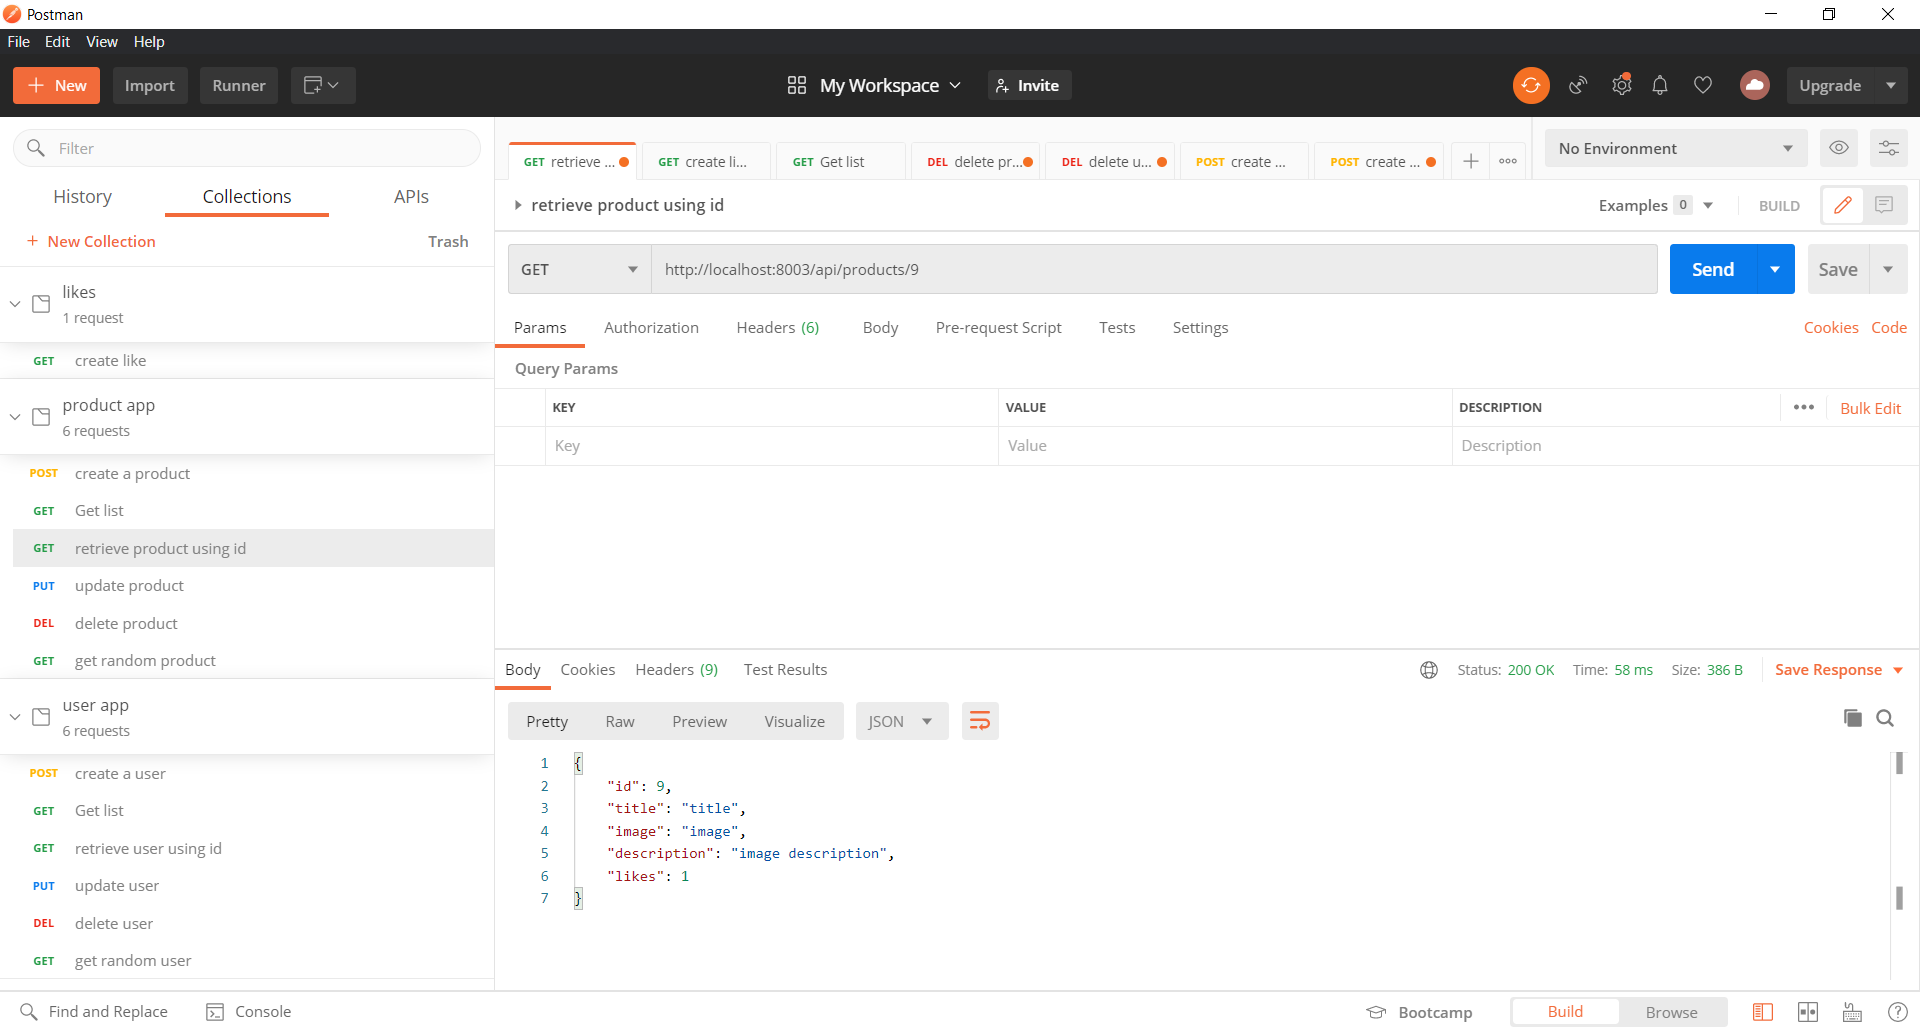 Postman
File Edit View Help
New Import Runner My Workspace Invite Upgrade
Filter
History Collections APIs
New Collection Trash
likes
1 request
GET create like
product app
6 requests
POST create a product
GET Get list
GET retrieve product using id
PUT update product
DEL delete product
GET get random product
user app
6 requests
POST create a user
GET Get list
GET retrieve user using id
PUT update user
DEL delete user
GET get random user
GET retrieve ... GET create li... GET Get list DEL delete pr... DEL delete u... POST create ... POST create ... No Environment
retrieve product using id Examples 0 BUILD
GET http://localhost:8003/api/products/9 Send Save
Params Authorization Headers (6) Body Pre-request Script Tests Settings Cookies Code
Query Params
KEY VALUE DESCRIPTION Bulk Edit
Key Value Description
Body Cookies Headers (9) Test Results Status: 200 OK Time: 58 ms Size: 386 B Save Response
Pretty Raw Preview Visualize JSON
1 {
2 "id": 9,
3 "title": "title",
4 "image": "image",
5 "description": "image description",
6 "likes": 1
7 }
Find and Replace Console Bootcamp Build Browse